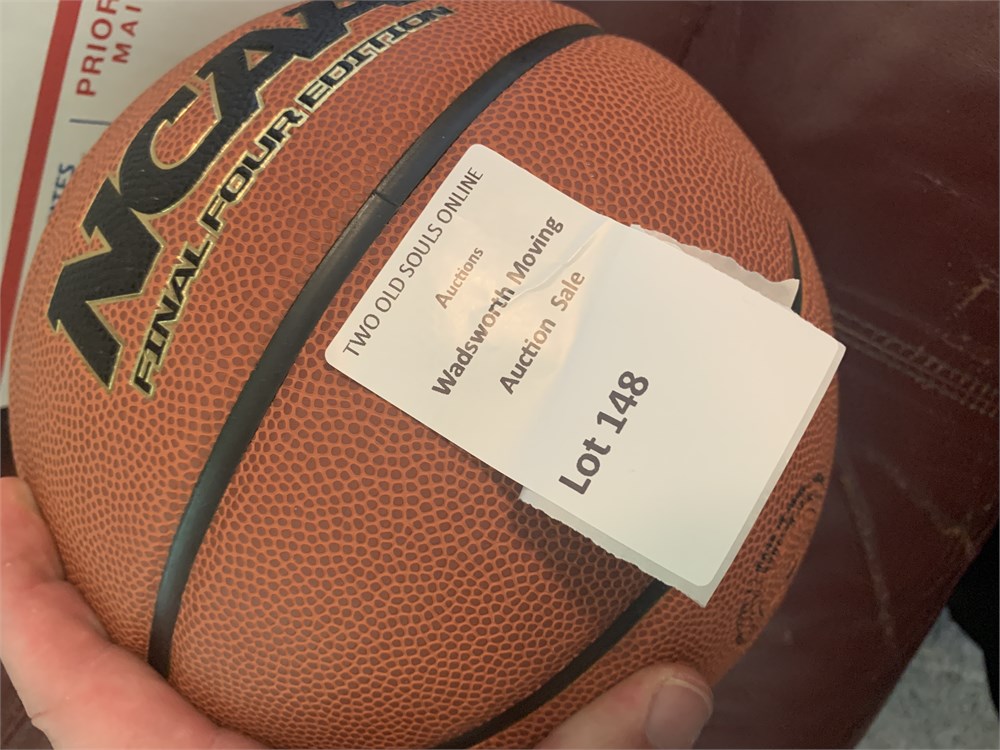 PRIOR
MAI
NCAA
FINAL FOUR EDITION
TWO OLD SOULS ONLINE
Auctions
Wadsworth Moving
Auction Sale
Lot 148